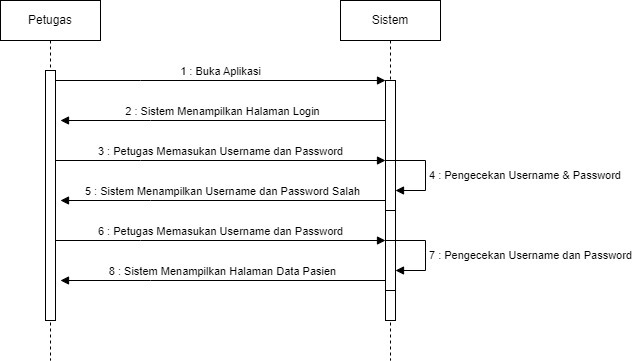 Petugas
Sistem
1 : Buka Aplikasi
2 : Sistem Menampilkan Halaman Login
3 : Petugas Memasukan Username dan Password
4 : Pengecekan Username & Password
5 : Sistem Menampilkan Username dan Password Salah
6 : Petugas Memasukan Username dan Password
7 : Pengecekan Username dan Password
8 : Sistem Menampilkan Halaman Data Pasien